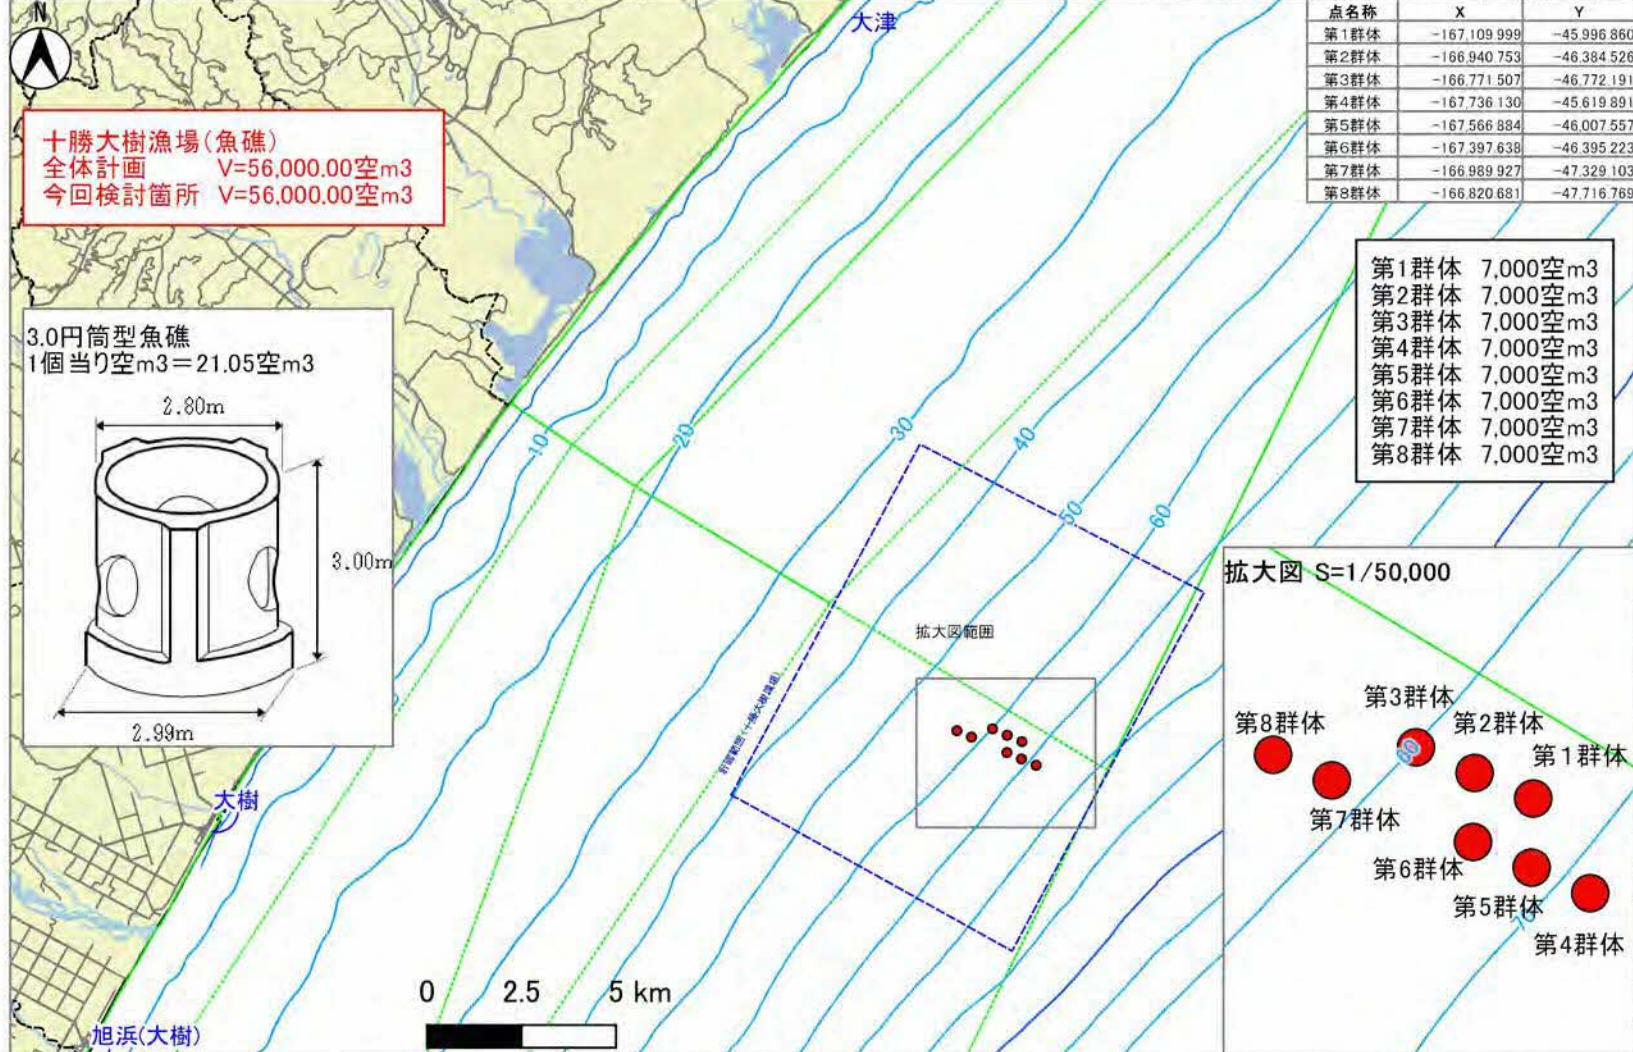 N
大津
点名称 X Y
第1群体 -167,109.999 -45,996.860
第2群体 -166,940.753 -46,384.526
第3群体 -166,771.507 -46,772.191
第4群体 -167,736.130 -45,619.891
第5群体 -167,566.884 -46,007.557
第6群体 -167,397.638 -46,395.223
第7群体 -166,989.927 -47,329.103
第8群体 -166,820.681 -47,716.769
十勝大樹漁場(魚礁)
全体計画 V=56,000.00空m3
今回検討箇所 V=56,000.00空m3
第1群体 7,000空m3
第2群体 7,000空m3
第3群体 7,000空m3
第4群体 7,000空m3
第5群体 7,000空m3
第6群体 7,000空m3
第7群体 7,000空m3
第8群体 7,000空m3
3.0円筒型魚礁
1個当り空m3=21.05空m3
2.80m
3.00m
2.99m
10
20
30
40
50
60
拡大図範囲
拡大図 S=1/50,000
第3群体
第8群体
第2群体
第1群体
60
第7群体
第6群体
第5群体
70
第4群体
大樹
0 2.5 5 km
旭浜(大樹)